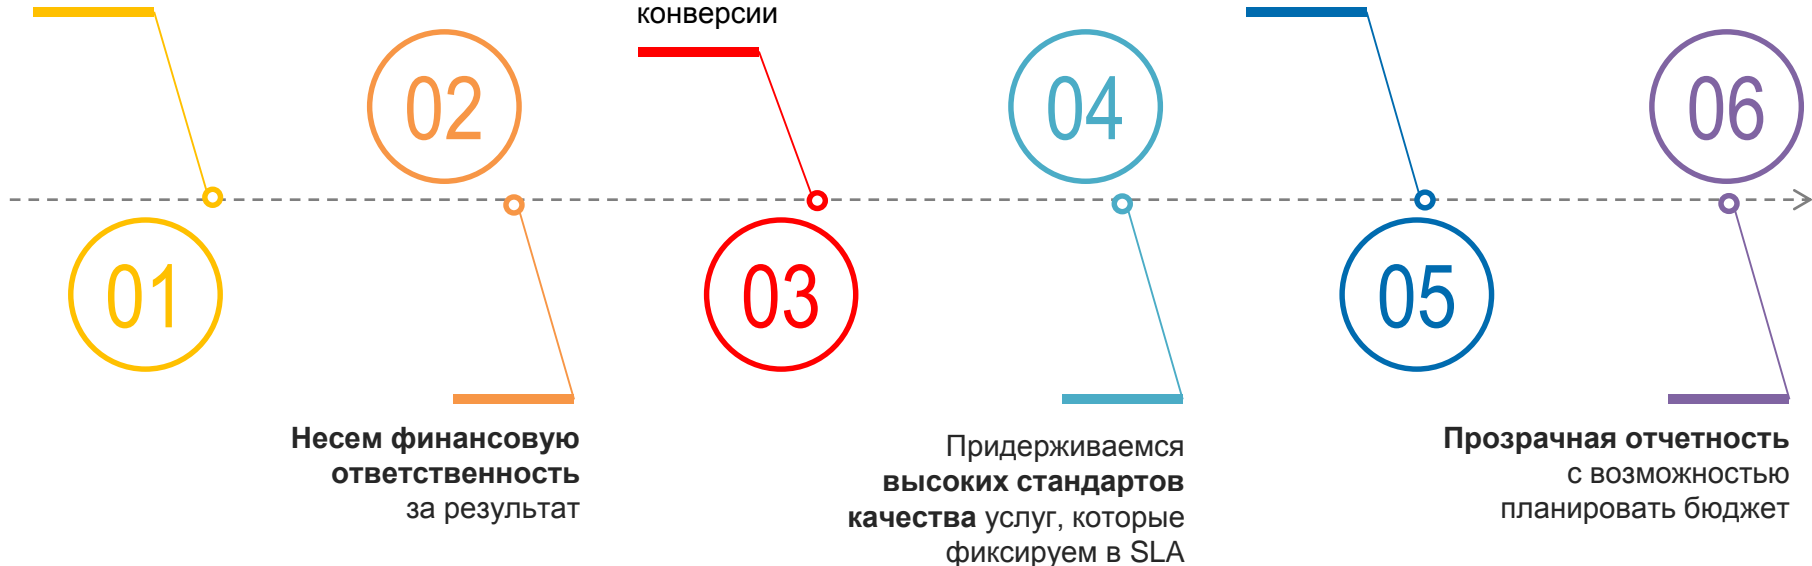 конверсии
02
04
06
01
03
05
Несем финансовую
ответственность
за результат
Придерживаемся
высоких стандартов
качества услуг, которые
фиксируем в SLA
Прозрачная отчетность
с возможностью
планировать бюджет